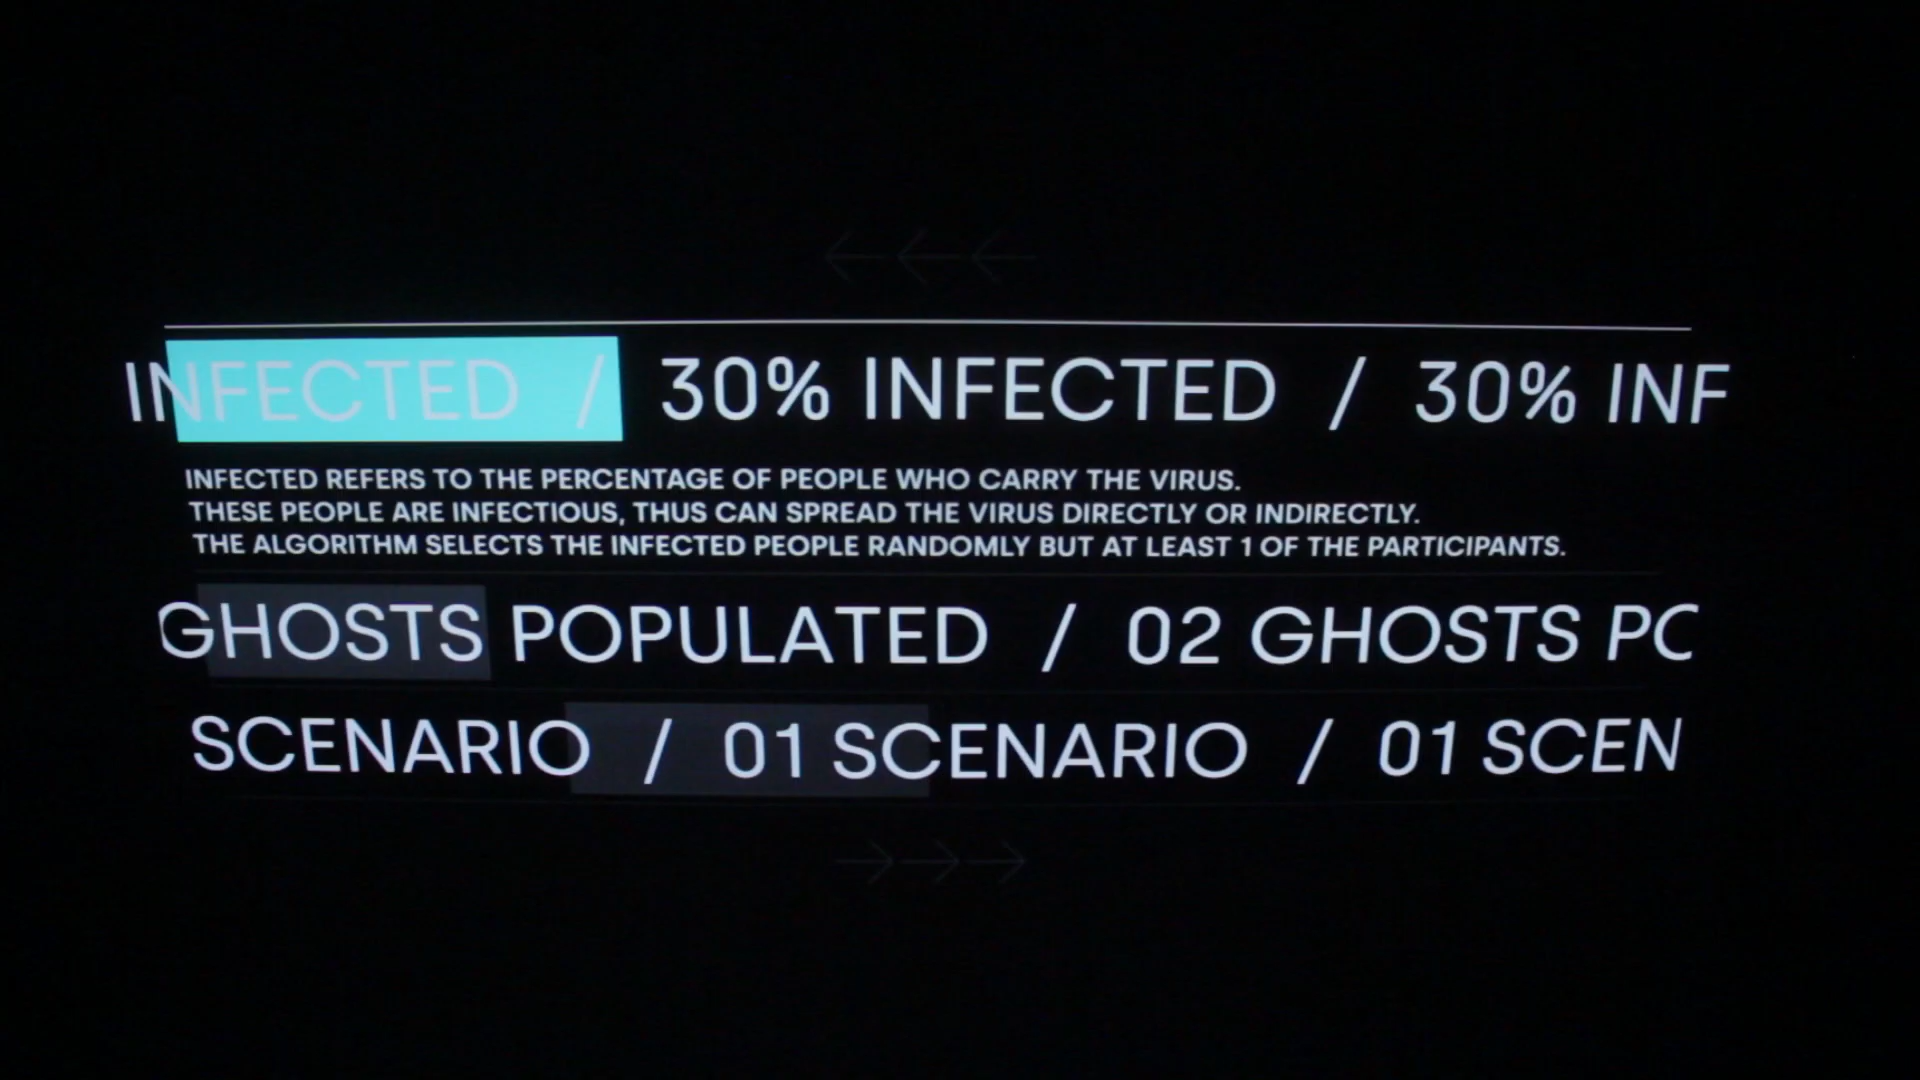 INFECTED / 30% INFECTED / 30% INF
INFECTED REFERS TO THE PERCENTAGE OF PEOPLE WHO CARRY THE VIRUS.
THESE PEOPLE ARE INFECTIOUS, THUS CAN SPREAD THE VIRUS DIRECTLY OR INDIRECTLY.
THE ALGORITHM SELECTS THE INFECTED PEOPLE RANDOMLY BUT AT LEAST 1 OF THE PARTICIPANTS.
GHOSTS POPULATED / 02 GHOSTS PO
SCENARIO / 01 SCENARIO / 01 SCEN